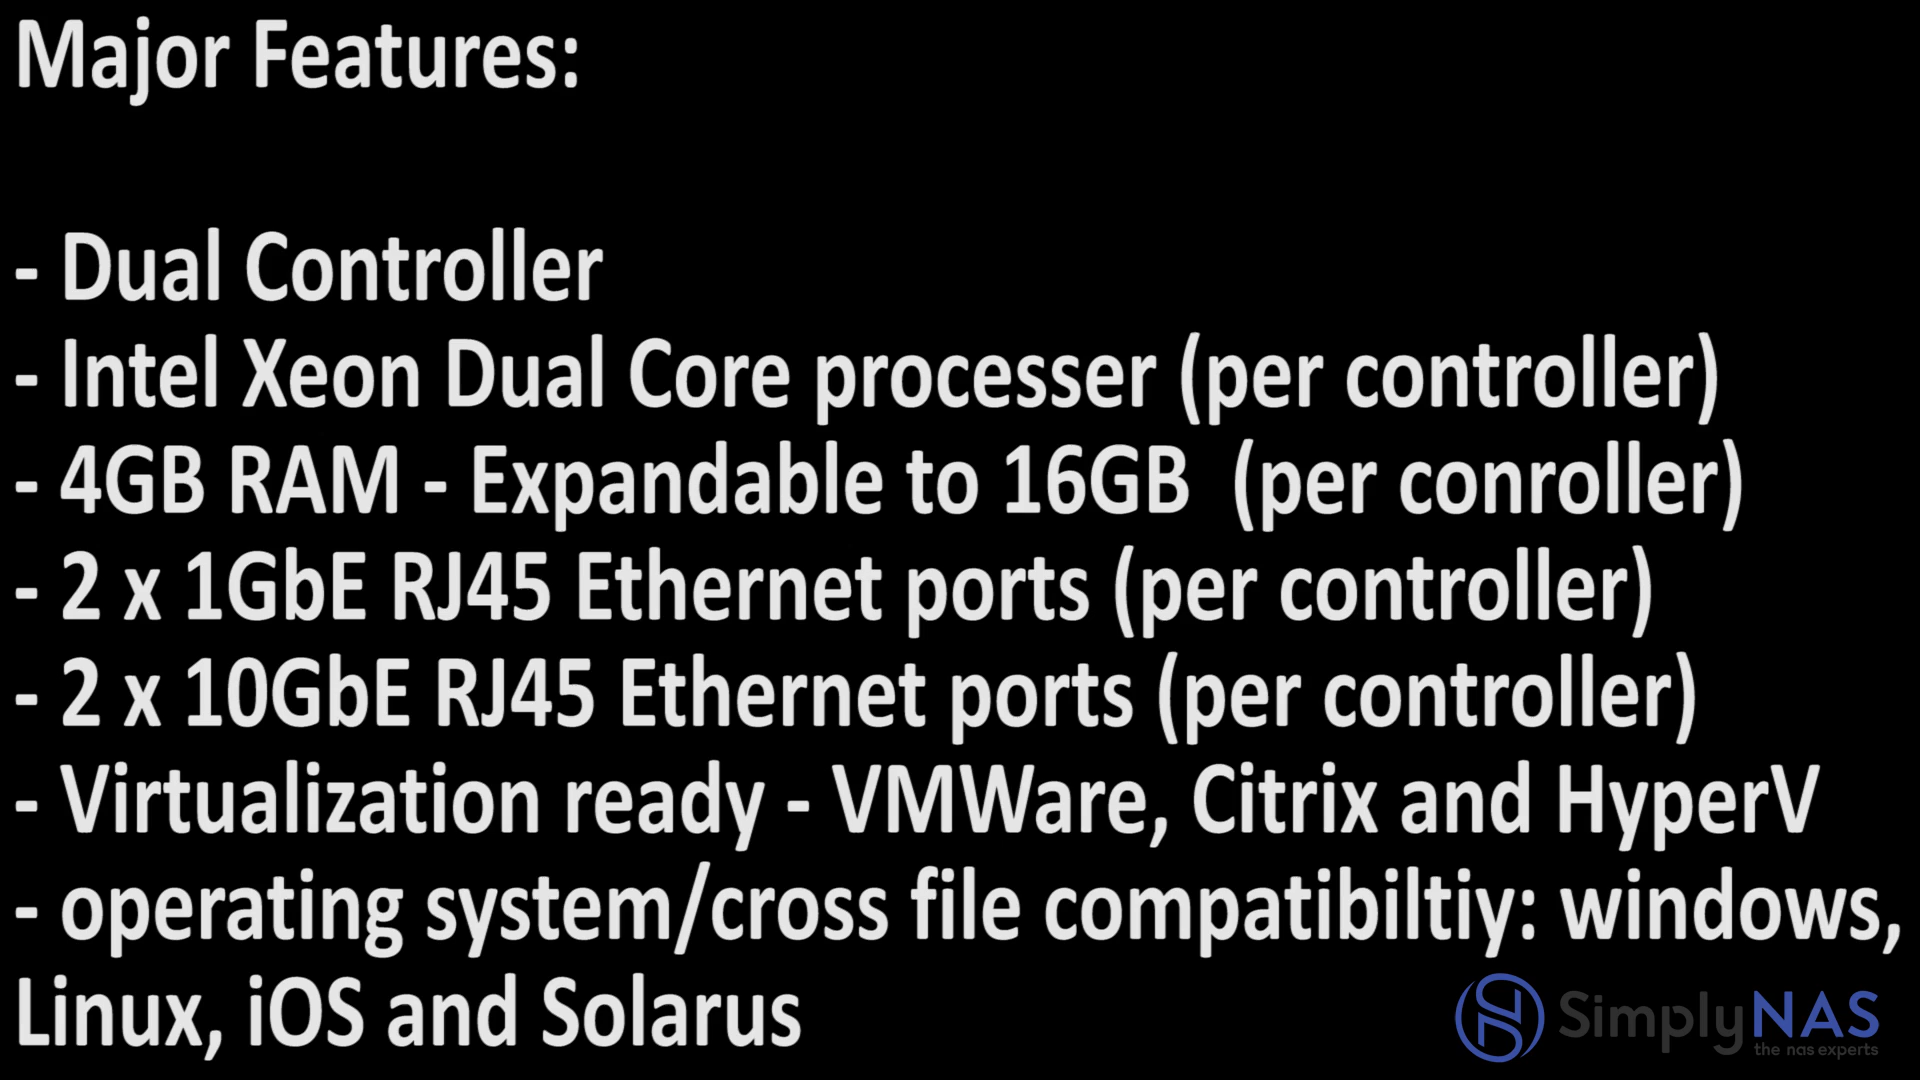 Major Features:
- Dual Controller
- Intel Xeon Dual Core processer (per controller)
- 4GB RAM - Expandable to 16GB  (per conroller)
- 2 x 1GbE RJ45 Ethernet ports (per controller)
- 2 x 10GbE RJ45 Ethernet ports (per controller)
- Virtualization ready - VMWare, Citrix and HyperV
- operating system/cross file compatibiltiy: windows,
Linux, iOS and Solarus
SimplyNAS
the nas experts